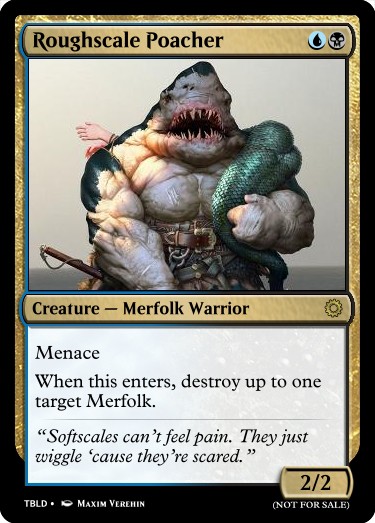 Roughscale Poacher
Creature — Merfolk Warrior
Menace
When this enters, destroy up to one
target Merfolk.
“Softscales can’t feel pain. They just
wiggle ‘cause they’re scared.”
2/2
TBLD • Maxim Verehin
(NOT FOR SALE)